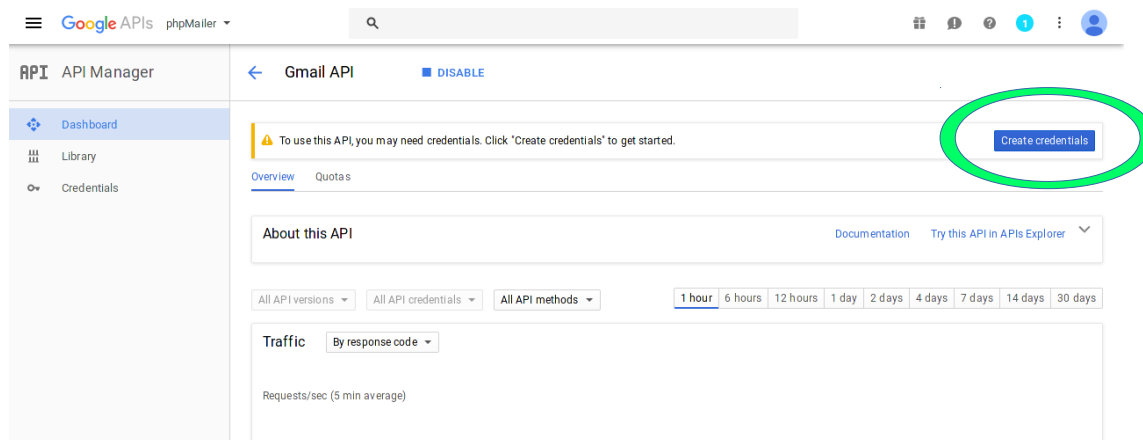 Google APIs phpMailer
1
API API Manager
Gmail API
DISABLE
Dashboard
Library
Credentials
To use this API, you may need credentials. Click "Create credentials" to get started.
Create credentials
Overview Quotas
About this API
Documentation Try this API in APIs Explorer
All API versions All API credentials All API methods
1 hour 6 hours 12 hours 1 day 2 days 4 days 7 days 14 days 30 days
Traffic By response code
Requests/sec (5 min average)